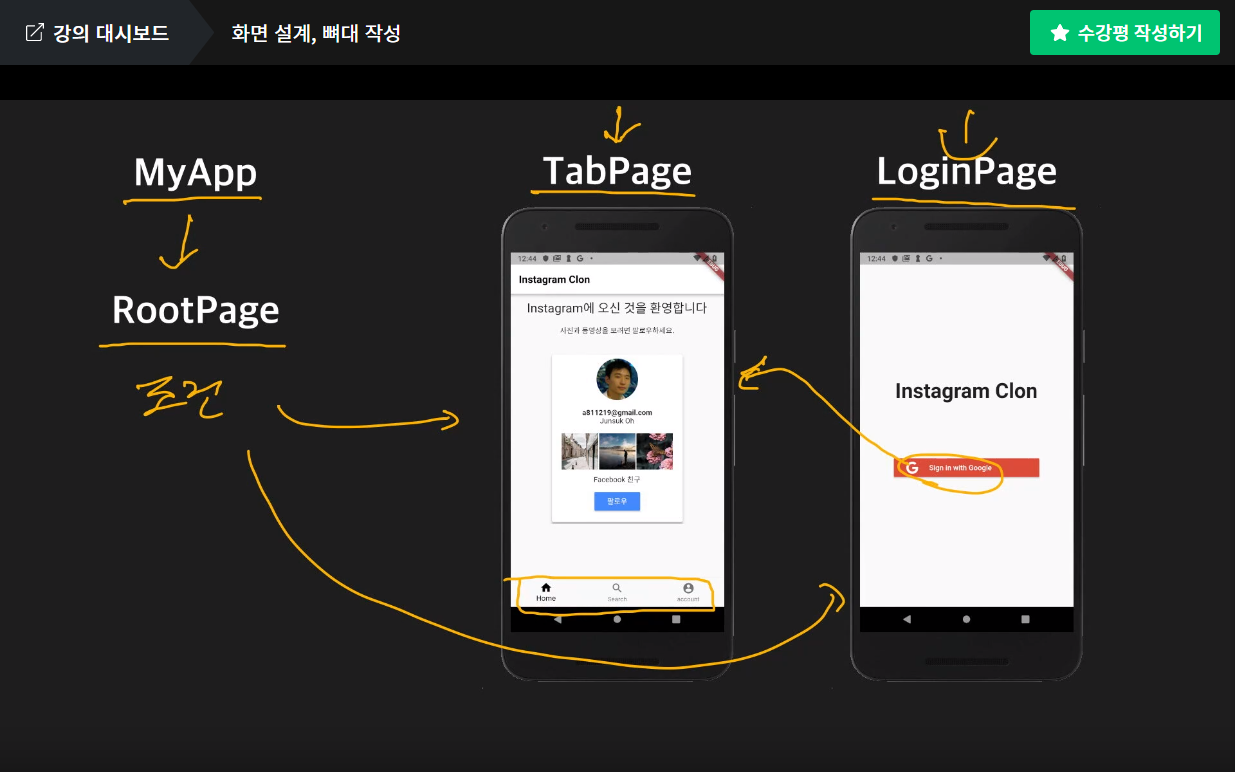 강의 대시보드
화면 설계, 뼈대 작성
수강평 작성하기
MyApp
RootPage
조건
TabPage
12:44
Instagram Clon
Instagram에 오신 것을 환영합니다
사진과 동영상을 보려면 팔로우하세요.
a811219@gmail.com
Junsuk Oh
Facebook 친구
팔로우
Home
Search
account
LoginPage
12:44
Instagram Clon
G Sign in with Google